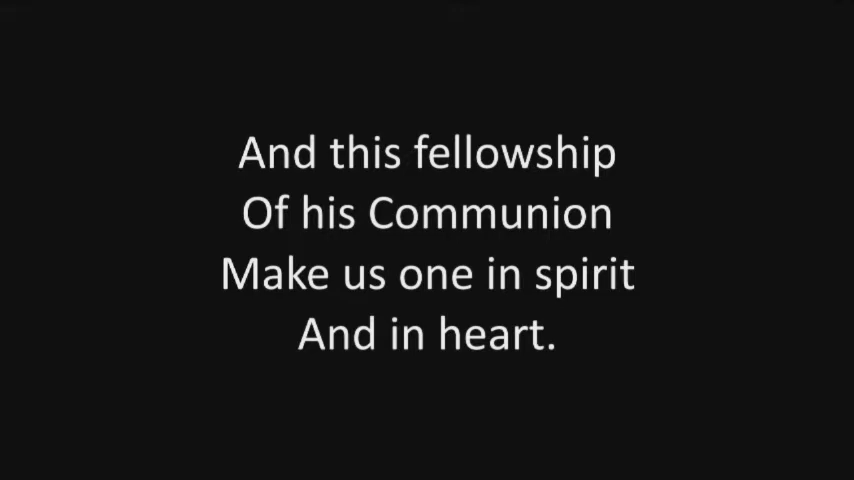 And this fellowship
Of his Communion
Make us one in spirit
And in heart.